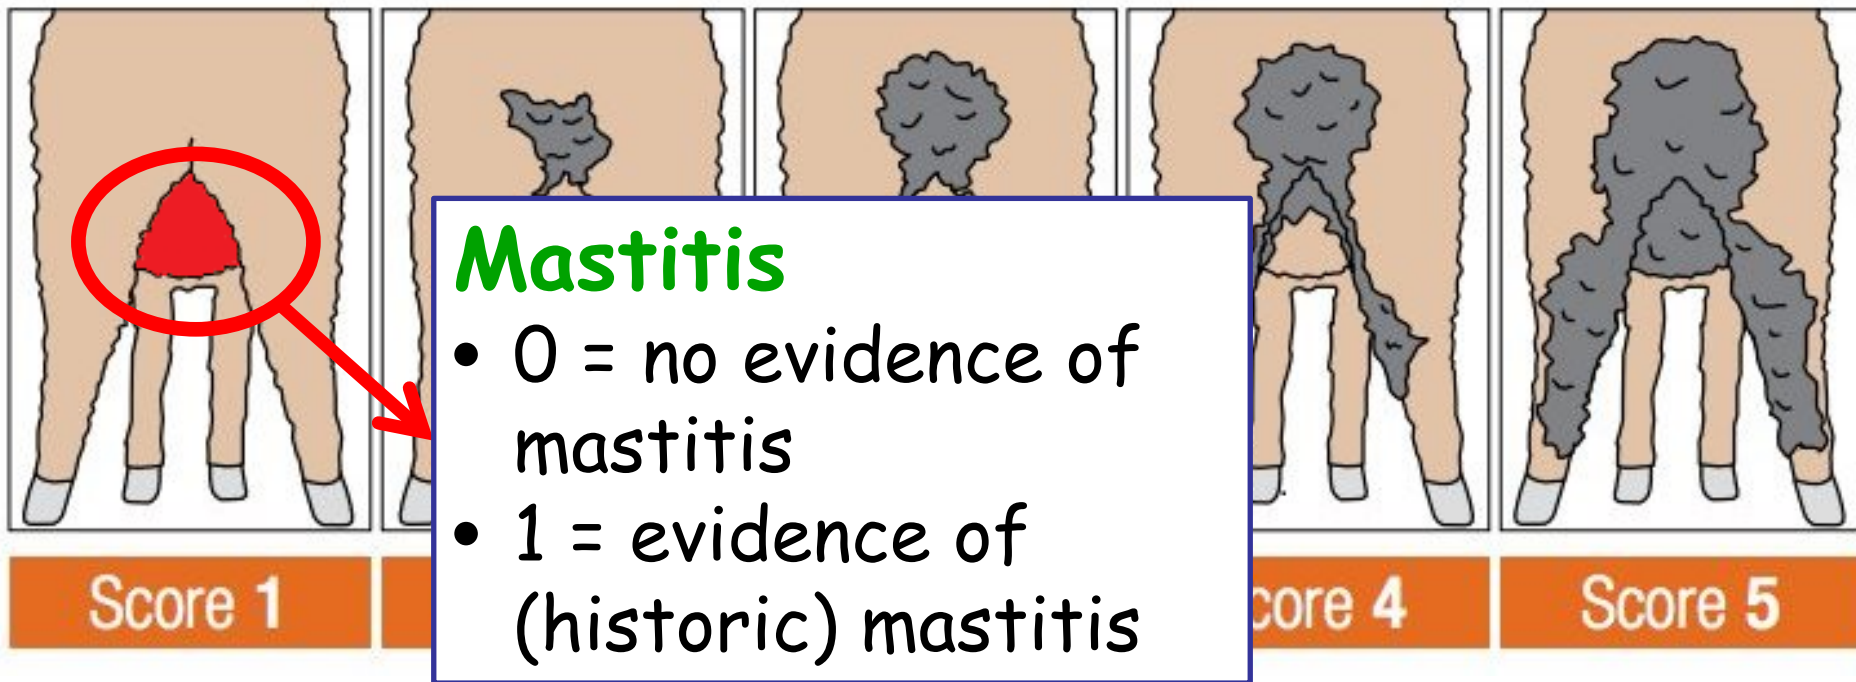 Mastitis
• 0 = no evidence of
mastitis
• 1 = evidence of
(historic) mastitis
Score 1
core 4
Score 5